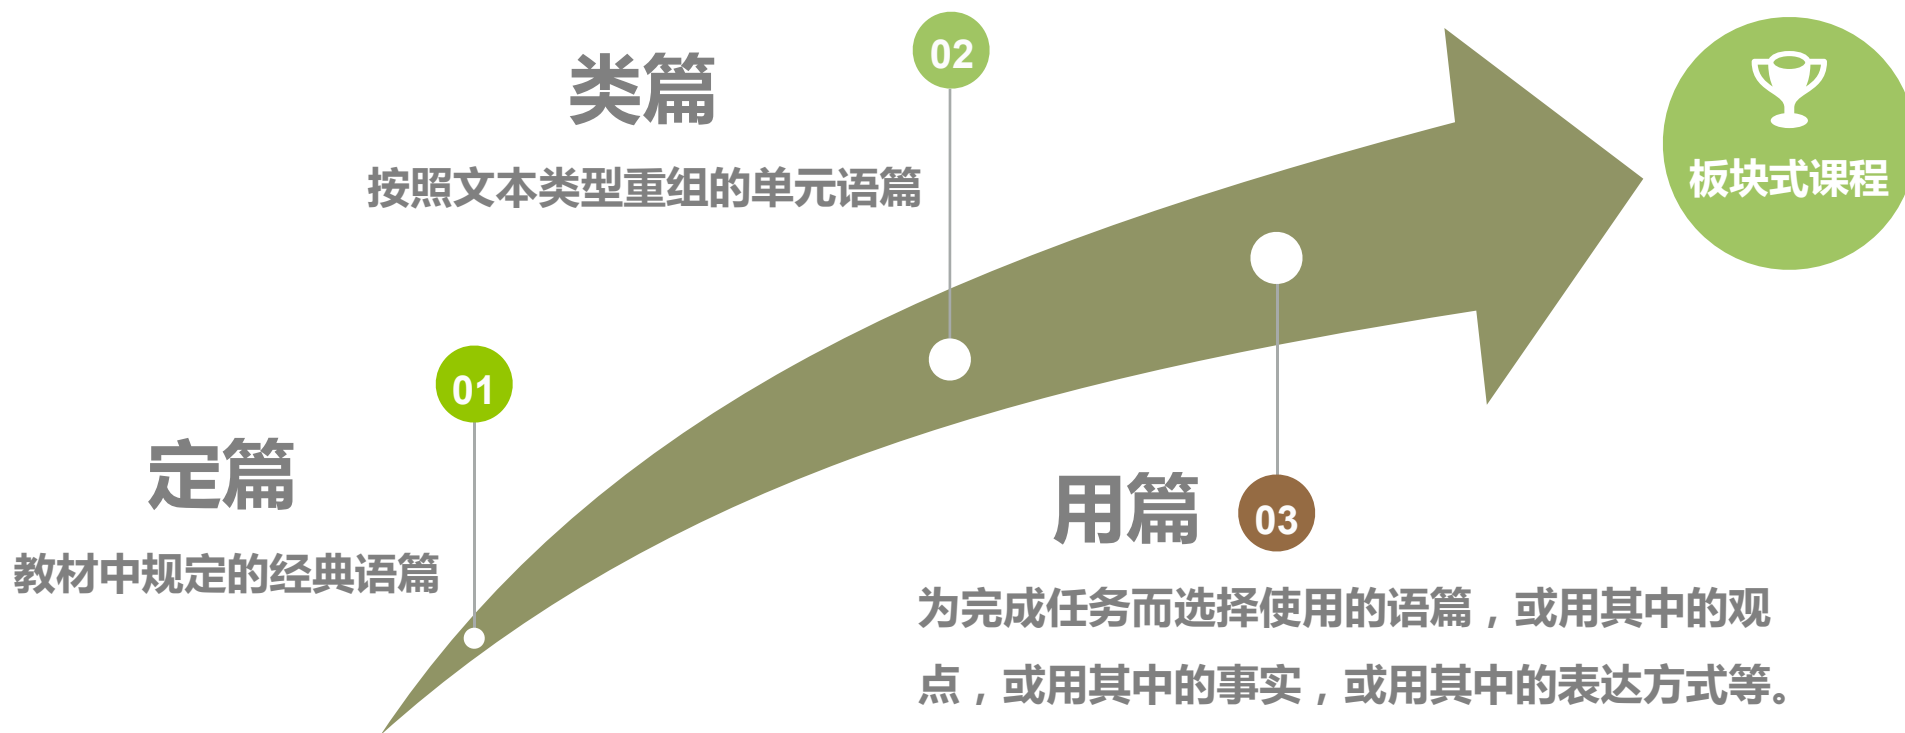 02
类篇
按照文本类型重组的单元语篇
板块式课程
01
定篇
教材中规定的经典语篇
用篇
03
为完成任务而选择使用的语篇，或用其中的观
点，或用其中的事实，或用其中的表达方式等。